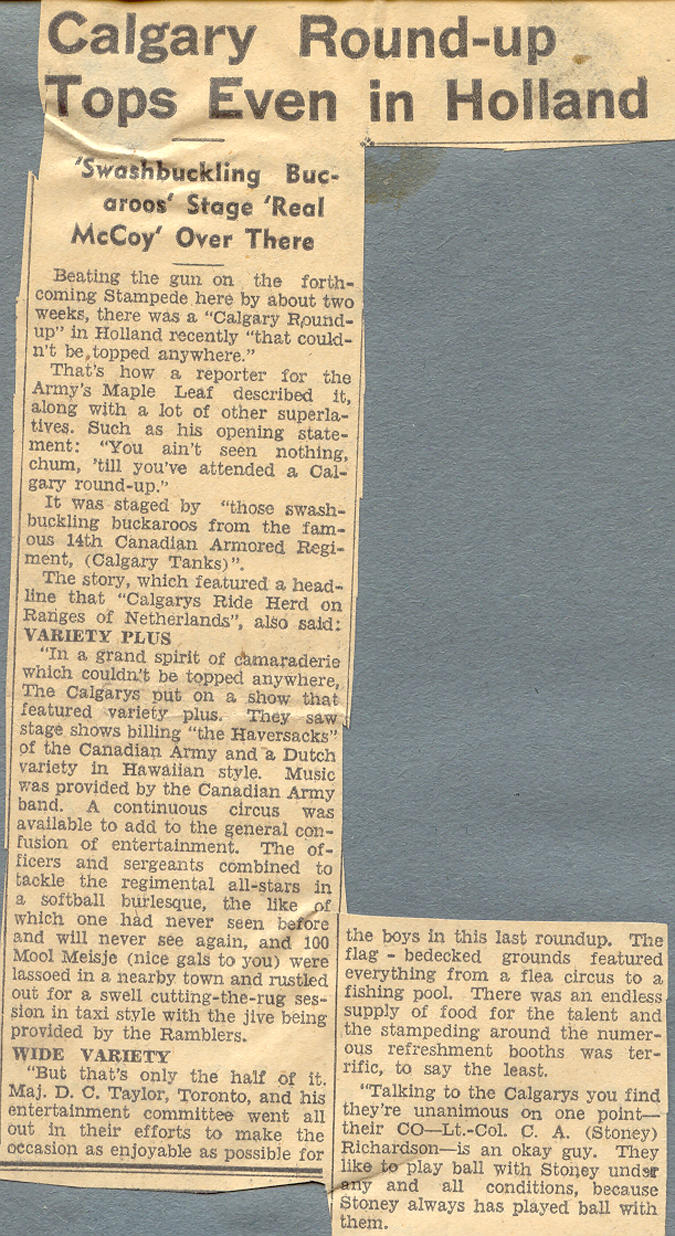 Calgary Round-up
Tops Even in Holland
'Swashbuckling Buc-
aroos' Stage 'Real
McCoy' Over There
Beating the gun on the forth-
coming Stampede here by about two
weeks, there was a "Calgary Round-
up" in Holland recently "that could-
n't be topped anywhere."
That's how a reporter for the
Army's Maple Leaf described it,
along with a lot of other superla-
tives. Such as his opening state-
ment: "You ain't seen nothing,
chum, 'till you've attended a Cal-
gary round-up."
It was staged by "those swash-
buckling buckaroos from the fam-
ous 14th Canadian Armored Regi-
ment, (Calgary Tanks)".
The story, which featured a head-
line that "Calgarys Ride Herd on
Ranges of Netherlands", also said:
VARIETY PLUS
"In a grand spirit of camaraderie
which couldn't be topped anywhere,
The Calgarys put on a show that
featured variety plus. They saw
stage shows billing "the Haversacks"
of the Canadian Army and a Dutch
variety in Hawaiian style. Music
was provided by the Canadian Army
band. A continuous circus was
available to add to the general con-
fusion of entertainment. The of-
ficers and sergeants combined to
tackle the regimental all-stars in
a softball burlesque, the like of
which one had never seen before
and will never see again, and 100
Mool Meisje (nice gals to you) were
lassoed in a nearby town and rustled
out for a swell cutting-the-rug ses-
sion in taxi style with the jive being
provided by the Ramblers.
WIDE VARIETY
"But that's only the half of it.
Maj. D. C. Taylor, Toronto, and his
entertainment committee went all
out in their efforts to make the
occasion as enjoyable as possible for
the boys in this last roundup. The
flag - bedecked grounds featured
everything from a flea circus to a
fishing pool. There was an endless
supply of food for the talent and
the stampeding around the numer-
ous refreshment booths was ter-
rific, to say the least.
"Talking to the Calgarys you find
they're unanimous on one point—
their CO—Lt.-Col. C. A. (Stoney)
Richardson—is an okay guy. They
like to play ball with Stoney under
any and all conditions, because
Stoney always has played ball with
them.